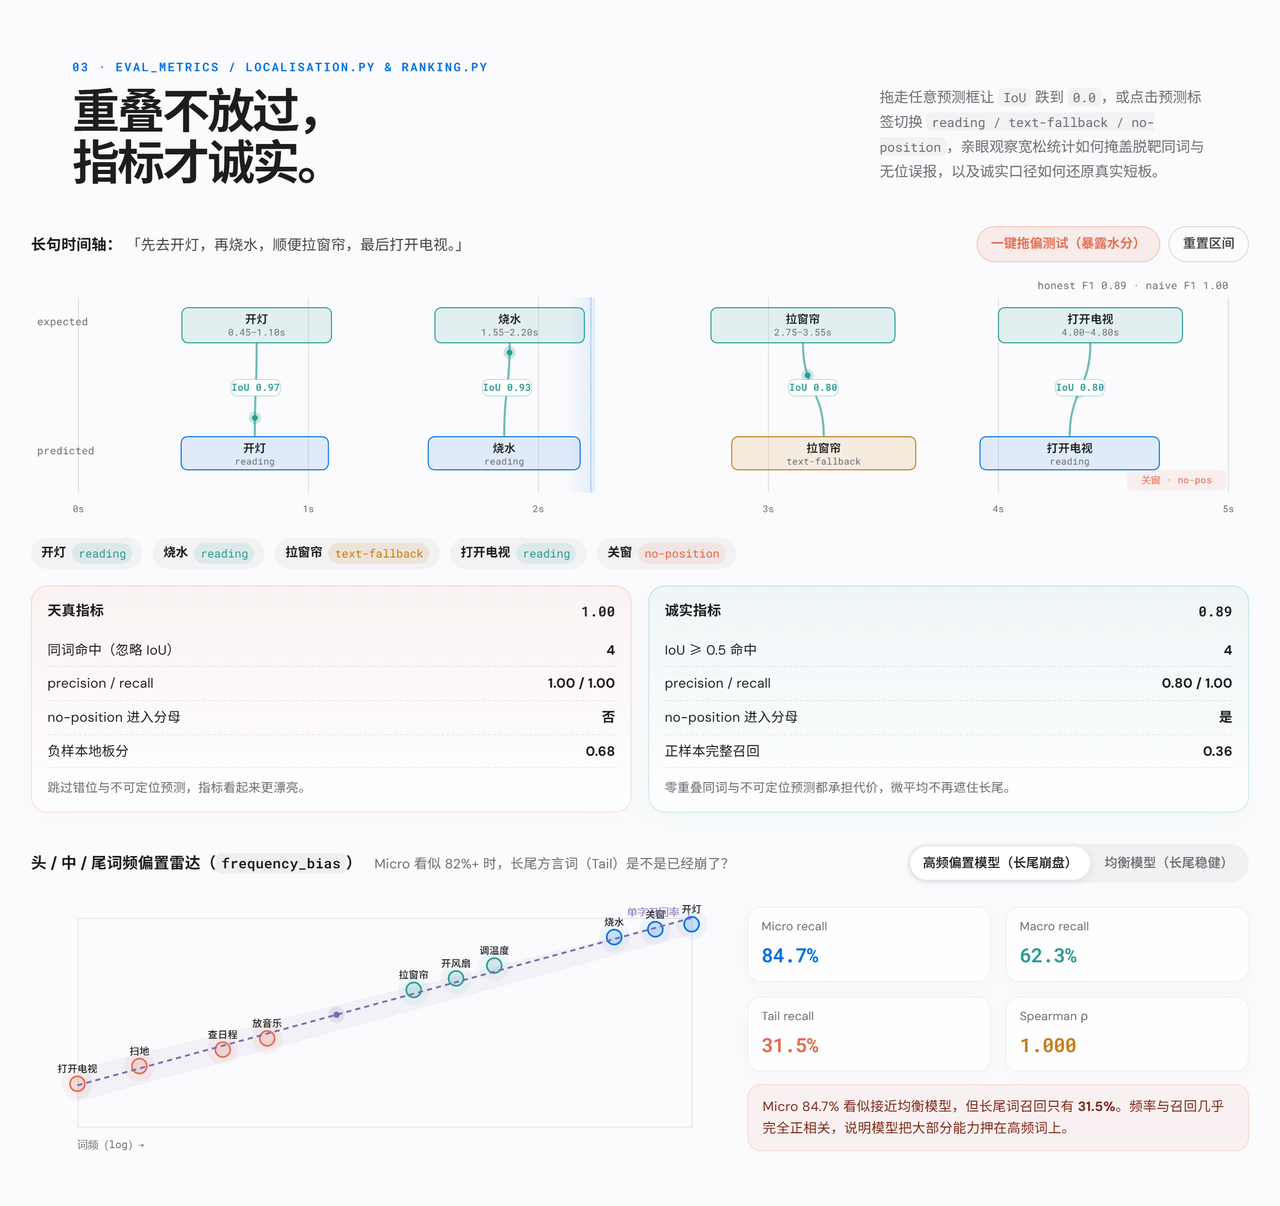 03 · EVAL_METRICS / LOCALISATION.PY & RANKING.PY
重叠不放过，
指标才诚实。
拖走任意预测框让 IoU 跌到 0.0，或点击预测标
签切换 reading / text-fallback / no-
position，亲眼观察宽松统计如何掩盖脱靶同词与
无位误报，以及诚实口径如何还原真实短板。
长句时间轴： 「先去开灯，再烧水，顺便拉窗帘，最后打开电视。」
一键拖偏测试（暴露水分） 重置区间
honest F1 0.89 · naive F1 1.00
expected
开灯
0.45–1.10s
烧水
1.55–2.20s
拉窗帘
2.75–3.55s
打开电视
4.00–4.80s
IoU 0.97 IoU 0.93 IoU 0.80 IoU 0.80
predicted
开灯
reading
烧水
reading
拉窗帘
text-fallback
打开电视
reading
关窗 · no-pos
0s 1s 2s 3s 4s 5s
开灯 reading 烧水 reading 拉窗帘 text-fallback 打开电视 reading 关窗 no-position
天真指标 1.00
同词命中（忽略 IoU） 4
precision / recall 1.00 / 1.00
no-position 进入分母 否
负样本地板分 0.68
跳过错位与不可定位预测，指标看起来更漂亮。
诚实指标 0.89
IoU ≥ 0.5 命中 4
precision / recall 0.80 / 1.00
no-position 进入分母 是
正样本完整召回 0.36
零重叠同词与不可定位预测都承担代价，微平均不再遮住长尾。
头 / 中 / 尾词频偏置雷达（frequency_bias） Micro 看似 82%+ 时，长尾方言词（Tail）是不是已经崩了？
高频偏置模型（长尾崩盘） 均衡模型（长尾稳健）
单字召回率
开灯
关窗
烧水
调温度
开风扇
拉窗帘
放音乐
查日程
扫地
打开电视
词频 (log) →
Micro recall
84.7%
Macro recall
62.3%
Tail recall
31.5%
Spearman ρ
1.000
Micro 84.7% 看似接近均衡模型，但长尾词召回只有 31.5%。频率与召回几乎
完全正相关，说明模型把大部分能力押在高频词上。